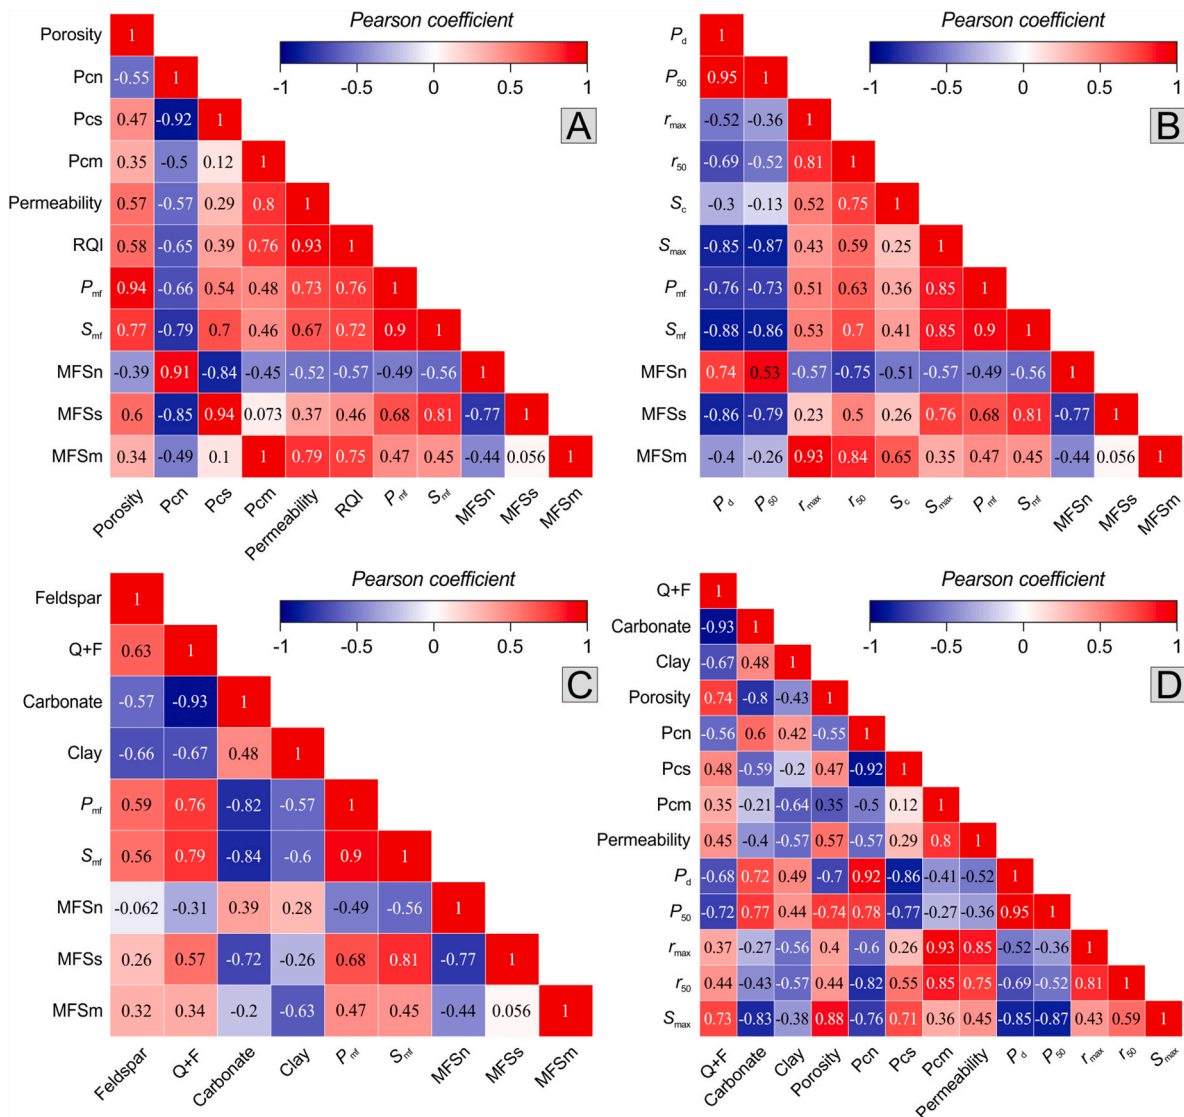 Pearson coefficient
-1 -0.5 0 0.5 1
A
Porosity 1
Pcn -0.55 1
Pcs 0.47 -0.92 1
Pcm 0.35 -0.5 0.12 1
Permeability 0.57 -0.57 0.29 0.8 1
RQI 0.58 -0.65 0.39 0.76 0.93 1
Pmf 0.94 -0.66 0.54 0.48 0.73 0.76 1
Smf 0.77 -0.79 0.7 0.46 0.67 0.72 0.9 1
MFSn -0.39 0.91 -0.84 -0.45 -0.52 -0.57 -0.49 -0.56 1
MFSs 0.6 -0.85 0.94 0.073 0.37 0.46 0.68 0.81 -0.77 1
MFSm 0.34 -0.49 0.1 1 0.79 0.75 0.47 0.45 -0.44 0.056 1
Porosity Pcn Pcs Pcm Permeability RQI Pmf Smf MFSn MFSs MFSm
Pearson coefficient
-1 -0.5 0 0.5 1
B
Pd 1
P50 0.95 1
rmax -0.52 -0.36 1
r50 -0.69 -0.52 0.81 1
Sc -0.3 -0.13 0.52 0.75 1
Smax -0.85 -0.87 0.43 0.59 0.25 1
Pmf -0.76 -0.73 0.51 0.63 0.36 0.85 1
Smf -0.88 -0.86 0.53 0.7 0.41 0.85 0.9 1
MFSn 0.74 0.53 -0.57 -0.75 -0.51 -0.57 -0.49 -0.56 1
MFSs -0.86 -0.79 0.23 0.5 0.26 0.76 0.68 0.81 -0.77 1
MFSm -0.4 -0.26 0.93 0.84 0.65 0.35 0.47 0.45 -0.44 0.056 1
Pd P50 rmax r50 Sc Smax Pmf Smf MFSn MFSs MFSm
Pearson coefficient
-1 -0.5 0 0.5 1
C
Feldspar 1
Q+F 0.63 1
Carbonate -0.57 -0.93 1
Clay -0.66 -0.67 0.48 1
Pmf 0.59 0.76 -0.82 -0.57 1
Smf 0.56 0.79 -0.84 -0.6 0.9 1
MFSn -0.062 -0.31 0.39 0.28 -0.49 -0.56 1
MFSs 0.26 0.57 -0.72 -0.26 0.68 0.81 -0.77 1
MFSm 0.32 0.34 -0.2 -0.63 0.47 0.45 -0.44 0.056 1
Feldspar Q+F Carbonate Clay Pmf Smf MFSn MFSs MFSm
Pearson coefficient
-1 -0.5 0 0.5 1
D
Q+F 1
Carbonate -0.93 1
Clay -0.67 0.48 1
Porosity 0.74 -0.8 -0.43 1
Pcn -0.56 0.6 0.42 -0.55 1
Pcs 0.48 -0.59 -0.2 0.47 -0.92 1
Pcm 0.35 -0.21 -0.64 0.35 -0.5 0.12 1
Permeability 0.45 -0.4 -0.57 0.57 -0.57 0.29 0.8 1
Pd -0.68 0.72 0.49 -0.7 0.92 -0.86 -0.41 -0.52 1
P50 -0.72 0.77 0.44 -0.74 0.78 -0.77 -0.27 -0.36 0.95 1
rmax 0.37 -0.27 -0.56 0.4 -0.6 0.26 0.93 0.85 -0.52 -0.36 1
r50 0.44 -0.43 -0.57 0.44 -0.82 0.55 0.85 0.75 -0.69 -0.52 0.81 1
Smax 0.73 -0.83 -0.38 0.88 -0.76 0.71 0.36 0.45 -0.85 -0.87 0.43 0.59 1
Q+F Carbonate Clay Porosity Pcn Pcs Pcm Permeability Pd P50 rmax r50 Smax